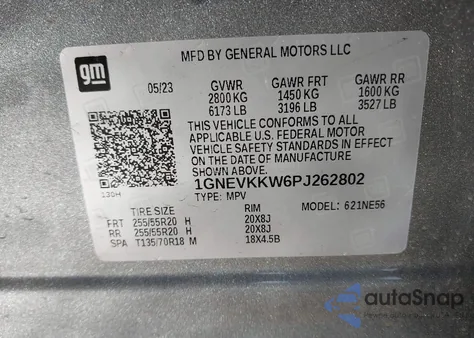 gm
MFD BY GENERAL MOTORS LLC
05/23 GVWR GAWR FRT GAWR RR
2800 KG 1450 KG 1600 KG
6173 LB 3196 LB 3527 LB
THIS VEHICLE CONFORMS TO ALL
APPLICABLE U.S. FEDERAL MOTOR
VEHICLE SAFETY STANDARDS IN EFFECT
ON THE DATE OF MANUFACTURE
SHOWN ABOVE.
1GNEVKKW6PJ262802
130H TYPE: MPV MODEL: 621NE56
TIRE SIZE RIM
FRT 255/55R20 H 20X8J
RR 255/55R20 H 20X8J
SPA T135/70R18 M 18X4.5B
autoSnap